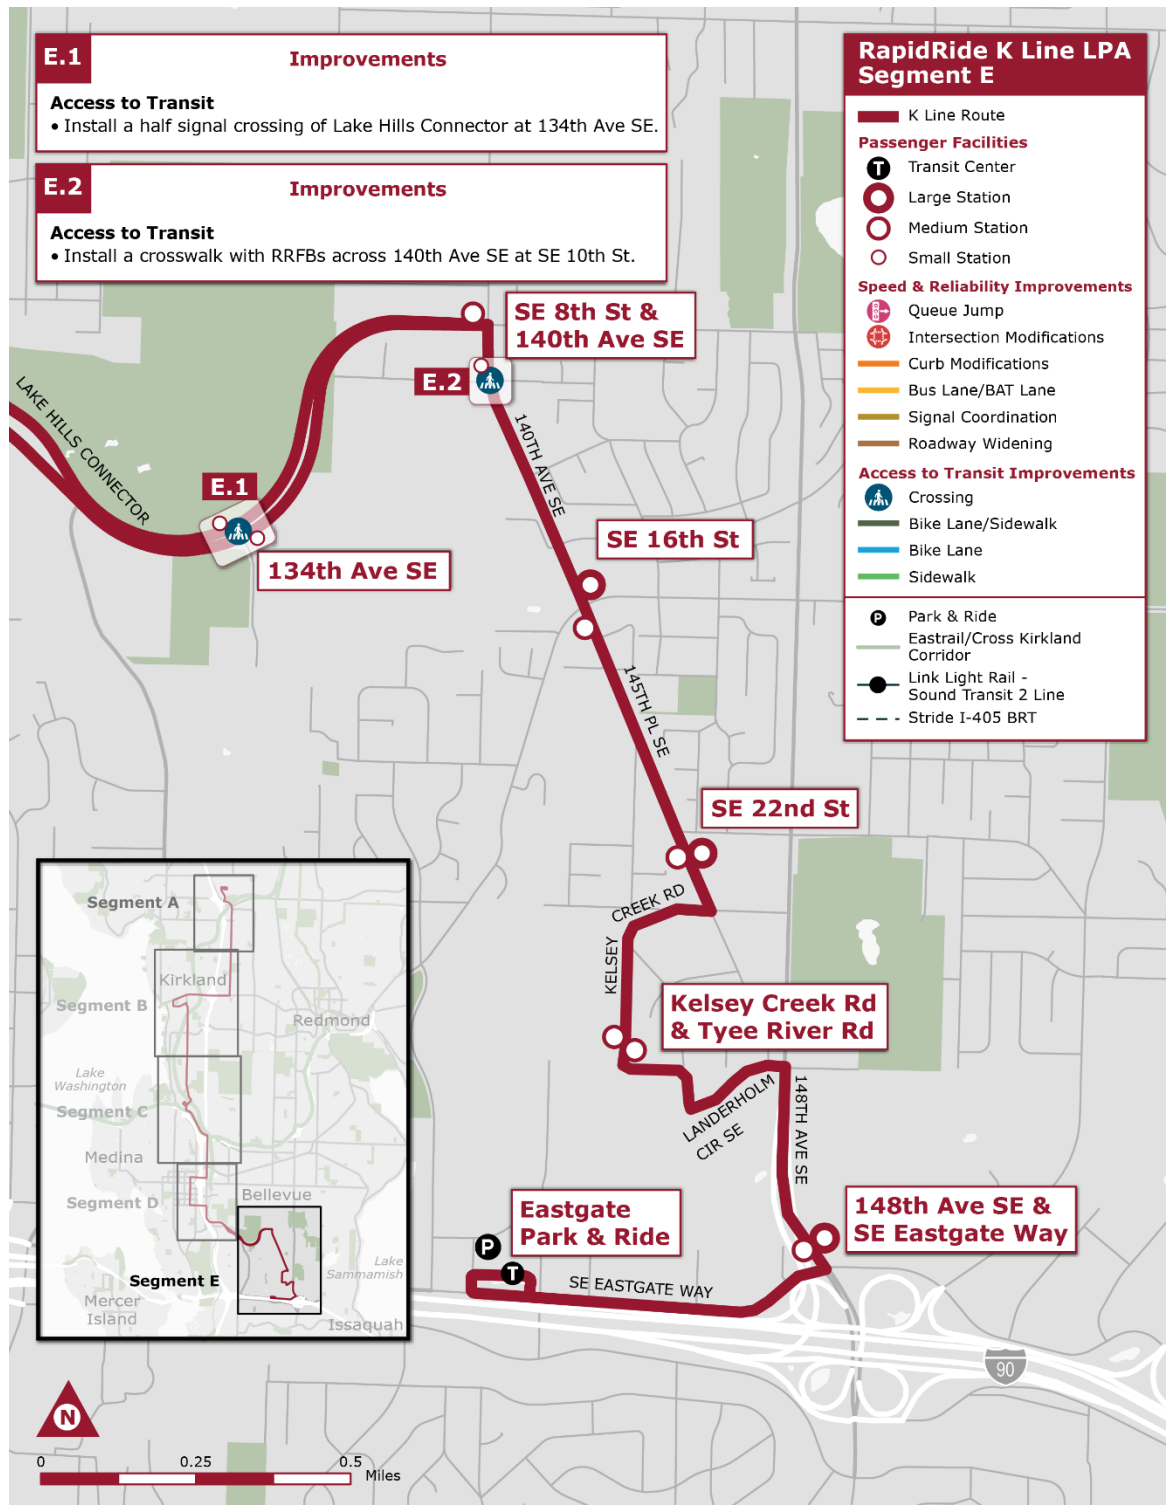 E.1
Improvements
Access to Transit
• Install a half signal crossing of Lake Hills Connector at 134th Ave SE.
E.2
Improvements
Access to Transit
• Install a crosswalk with RRFBs across 140th Ave SE at SE 10th St.
RapidRide K Line LPA
Segment E
K Line Route
Passenger Facilities
T
Transit Center
Large Station
Medium Station
Small Station
Speed & Reliability Improvements
Queue Jump
Intersection Modifications
Curb Modifications
Bus Lane/BAT Lane
Signal Coordination
Roadway Widening
Access to Transit Improvements
Crossing
Bike Lane/Sidewalk
Bike Lane
Sidewalk
P
Park & Ride
Eastrail/Cross Kirkland
Corridor
Link Light Rail -
Sound Transit 2 Line
Stride I-405 BRT
SE 8th St &
140th Ave SE
E.2
LAKE HILLS CONNECTOR
E.1
134th Ave SE
140TH AVE SE
SE 16th St
145TH PL SE
SE 22nd St
CREEK RD
KELSEY
Kelsey Creek Rd
& Tyee River Rd
LANDERHOLM
CIR SE
148TH AVE SE
148th Ave SE &
SE Eastgate Way
Eastgate
Park & Ride
P
T
SE EASTGATE WAY
90
Segment A
Kirkland
Segment B
Redmond
Lake
Washington
Segment C
Medina
Segment D
Bellevue
Segment E
Lake
Sammamish
Mercer
Island
Issaquah
N
0
0.25
0.5
Miles